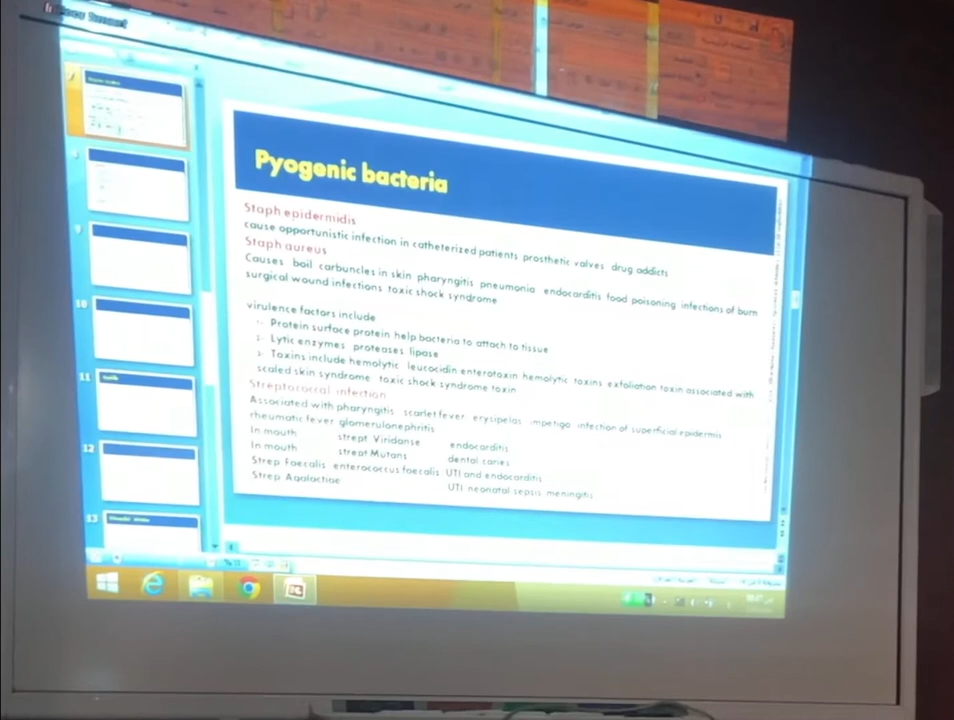 Pyogenic bacteria
Staph epidermidis
cause opportunistic infection in catheterized patients prosthetic valves drug addicts
Staph aureus
Causes boil carbuncles in skin pharyngitis pneumonia endocarditis food poisoning infections of burn
surgical wound infections toxic shock syndrome
virulence factors include
1- Protein surface protein help bacteria to attach to tissue
2- Lytic enzymes proteases lipase
3- Toxins include hemolytic leucocidin enterotoxin hemolytic toxins exfoliation toxin associated with
scaled skin syndrome toxic shock syndrome toxin
Streptococcal infection
Associated with pharyngitis scarlet fever erysipelas impetigo infection of superficial epidermis
rheumatic fever glomerulonephritis
In mouth strept Viridanse endocarditis
In mouth strept Mutans dental caries
Strep Faecalis enterococcus faecalis UTI and endocarditis
Strep Agalactiae UTI neonatal sepsis meningitis
10
11
12
13